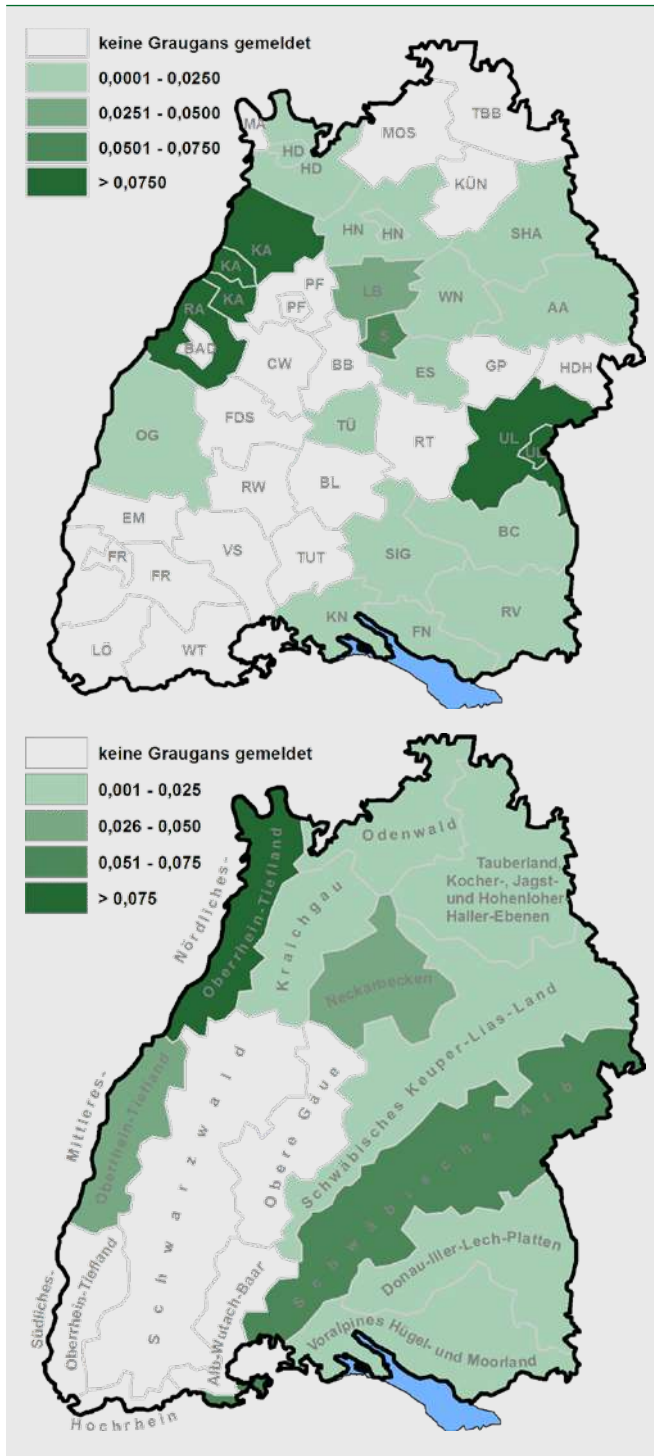 keine Graugans gemeldet
0,0001 - 0,0250
0,0251 - 0,0500
0,0501 - 0,0750
> 0,0750
MA
MOS
TBB
HD
HD
KÜN
KA
HN
HN
SHA
KA
PF
LB
WN
RA
KA
PF
AA
S
BAD
CW
BB
ES
GP
HDH
FDS
TÜ
OG
RT
UL
UL
RW
BL
EM
BC
FR
FR
VS
TUT
SIG
KN
FN
RV
LÖ
WT
keine Graugans gemeldet
0,001 - 0,025
0,026 - 0,050
0,051 - 0,075
> 0,075
Odenwald
Tauberland,
Kocher-, Jagst-
und Hohenloher
Haller-Ebenen
Nördliches-
Oberrhein-Tiefland
Kraichgau
Neckarbecken
Schwäbisches Keuper-Lias-Land
Mittleres-
Oberrhein-Tiefland
Schwarzwald
Obere Gäue
Schwäbische Alb
Südliches-
Oberrhein-Tiefland
Alb-Wutach-Baar
Donau-Iller-Lech-Platten
Voralpines Hügel- und Moorland
Hochrhein